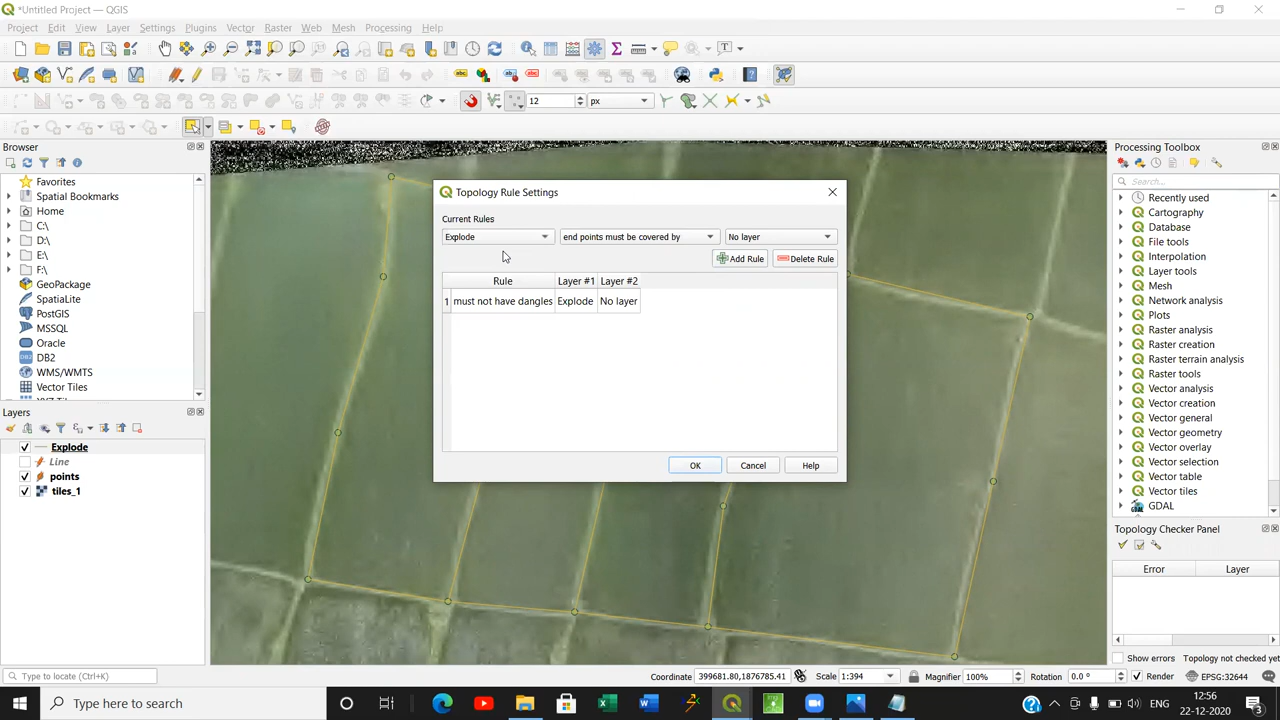 *Untitled Project — QGIS
Project Edit View Layer Settings Plugins Vector Raster Database Web Mesh Processing Help
12 px
Browser
Favorites
Spatial Bookmarks
Home
C:\
D:\
E:\
F:\
GeoPackage
SpatiaLite
PostGIS
MSSQL
Oracle
DB2
WMS/WMTS
Vector Tiles
Layers
Explode
Line
points
tiles_1
Topology Rule Settings
Current Rules
Explode end points must be covered by No layer
Add Rule Delete Rule
Rule Layer #1 Layer #2
1 must not have dangles Explode No layer
OK Cancel Help
Processing Toolbox
Search...
Recently used
Cartography
Database
File tools
Interpolation
Layer tools
Mesh
Network analysis
Plots
Raster analysis
Raster creation
Raster terrain analysis
Raster tools
Vector analysis
Vector creation
Vector general
Vector geometry
Vector overlay
Vector selection
Vector table
Vector tiles
GDAL
Topology Checker Panel
Error Layer
Show errors Topology not checked yet
Type to locate (Ctrl+K) Coordinate 399681.80,1876785.41 Scale 1:394 Magnifier 100% Rotation 0.0 ° Render EPSG:32644
Type here to search ENG 12:56
22-12-2020
3